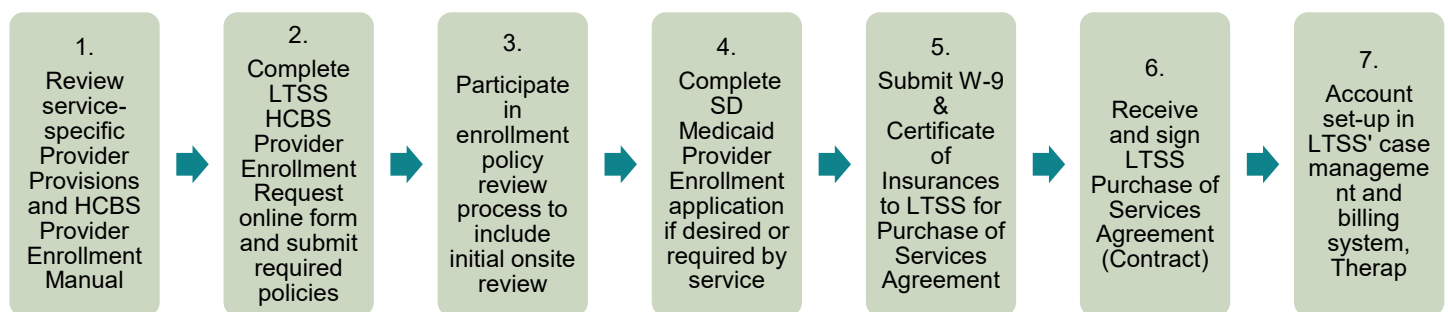 1.
Review
service-
specific
Provider
Provisions
and HCBS
Provider
Enrollment
Manual
2.
Complete
LTSS
HCBS
Provider
Enrollment
Request
online form
and submit
required
policies
3.
Participate
in
enrollment
policy
review
process to
include
initial onsite
review
4.
Complete
SD
Medicaid
Provider
Enrollment
application
if desired or
required by
service
5.
Submit W-9
&
Certificate
of
Insurances
to LTSS for
Purchase of
Services
Agreement
6.
Receive
and sign
LTSS
Purchase of
Services
Agreement
(Contract)
7.
Account
set-up in
LTSS' case
manageme
nt and
billing
system,
Therap